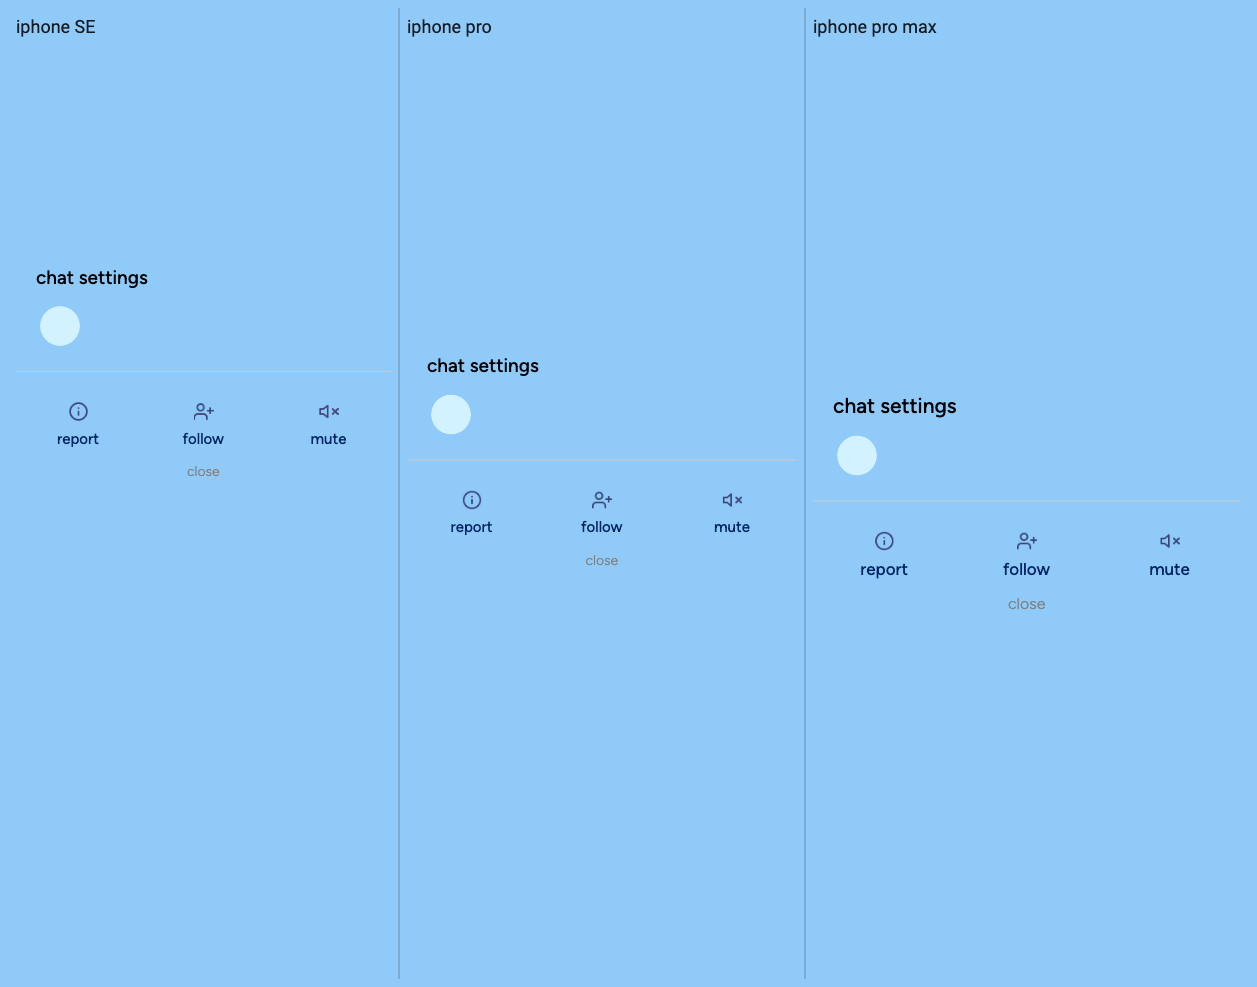 iphone SE
chat settings
report
follow
mute
close
iphone pro
chat settings
report
follow
mute
close
iphone pro max
chat settings
report
follow
mute
close